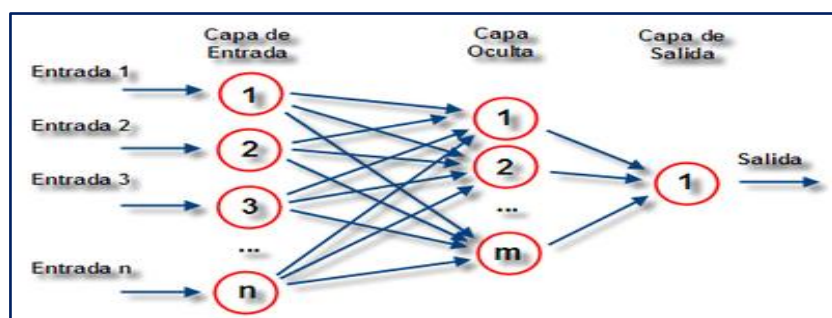 Capa de
Entrada
Capa
Oculta
Capa de
Salida
Entrada 1
1
Entrada 2
2
Entrada 3
3
...
Entrada n
n
1
2
...
m
1
Salida